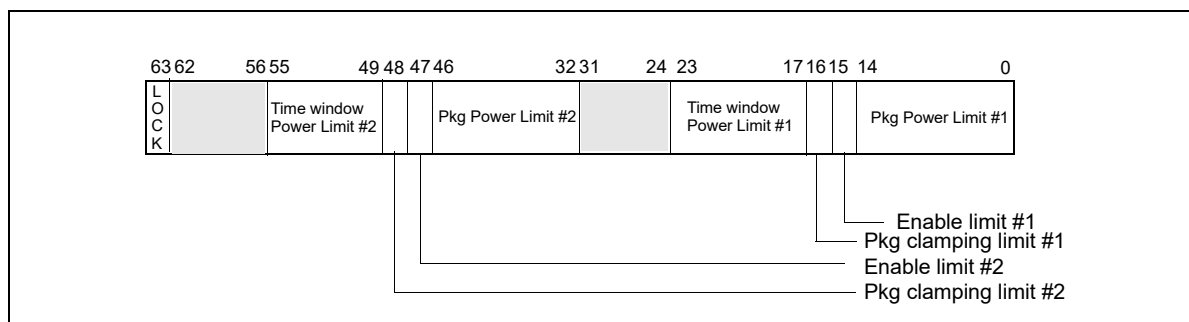 63 62 56 55 49 48 47 46 32 31 24 23 17 16 15 14 0
LOCK
Time window
Power Limit #2
Pkg Power Limit #2
Time window
Power Limit #1
Pkg Power Limit #1
Enable limit #1
Pkg clamping limit #1
Enable limit #2
Pkg clamping limit #2